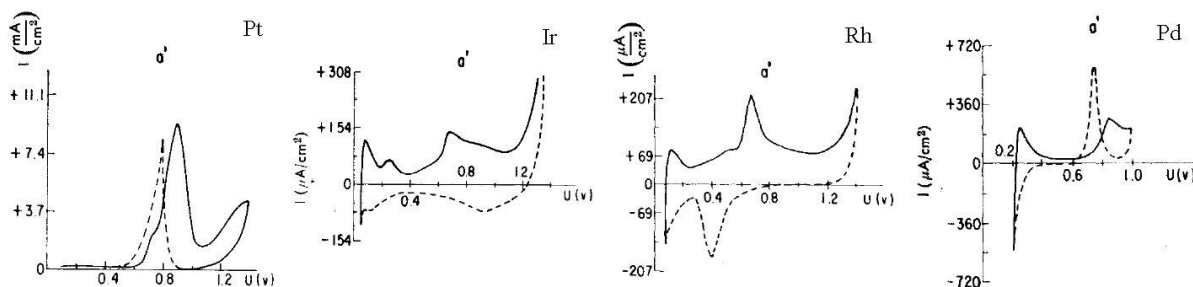 Pt
I (mA/cm²)
a'
+11.1
+7.4
+3.7
0
0.4 0.8 1.2 U(v)
Ir
a'
+308
+154
0
-154
I (µA/cm²)
0.4 0.8 12 U(v)
Rh
I (µA/cm²)
a'
+207
+69
0
-69
-207
0.4 0.8 1.2 U(v)
Pd
a'
+720
+360
0
-360
-720
I (µA/cm²)
0.2 0.6 1.0 U(v)